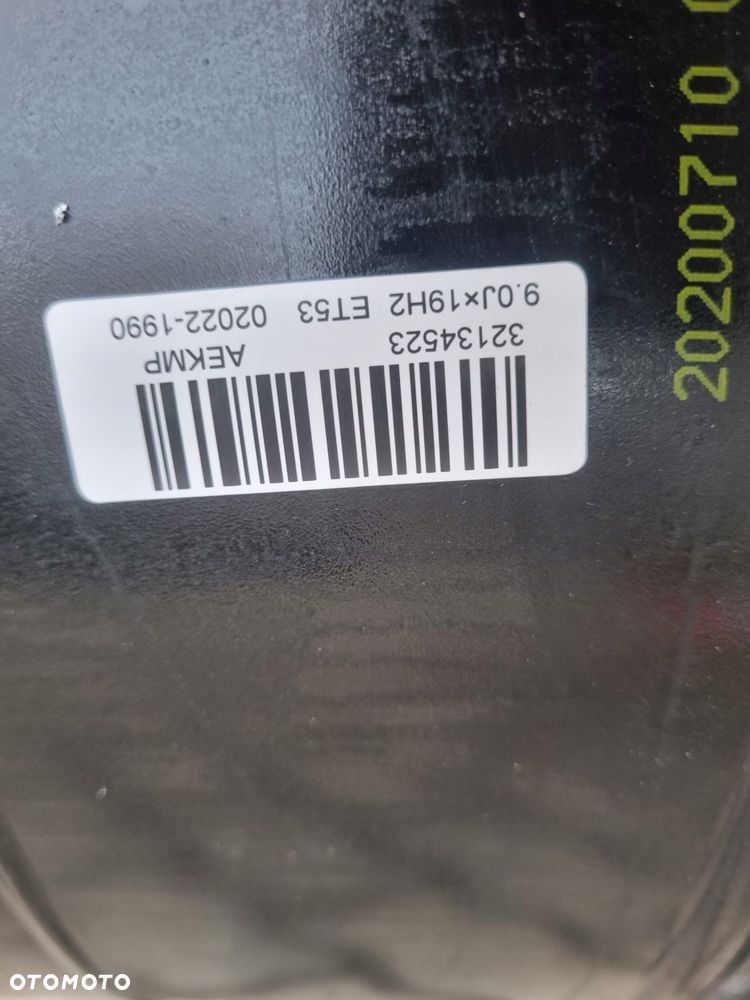 9.0J×19H2 ET53 02022-1990
32134523 AEKMP
20200710
OTOMOTO